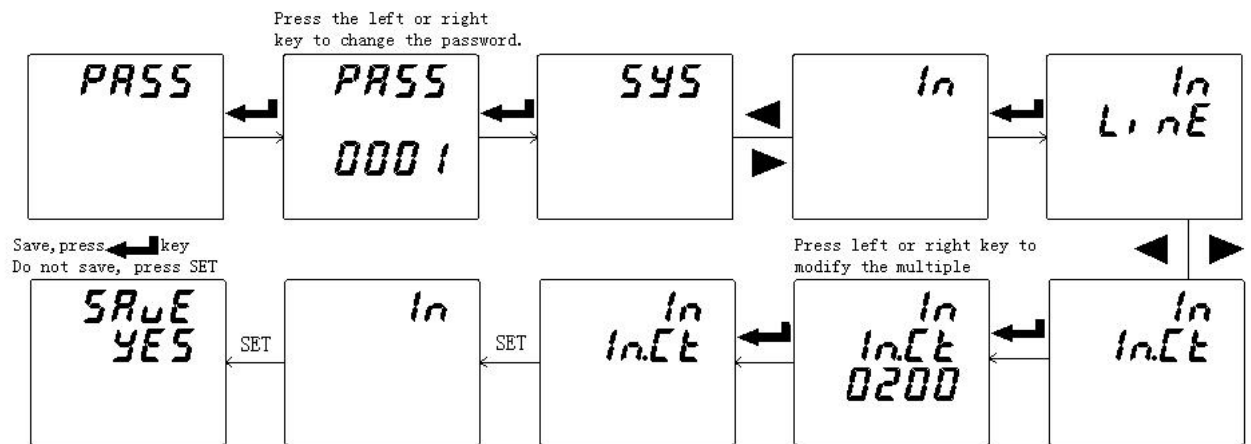 Press the left or right
key to change the password.
PASS
PASS
0001
SYS
In
In
LinE
Save,press key
Do not save, press SET
Press left or right key to
modify the multiple
SAvE
YES
SET
In
SET
In
In.Ct
In
In.Ct
0200
In
In.Ct